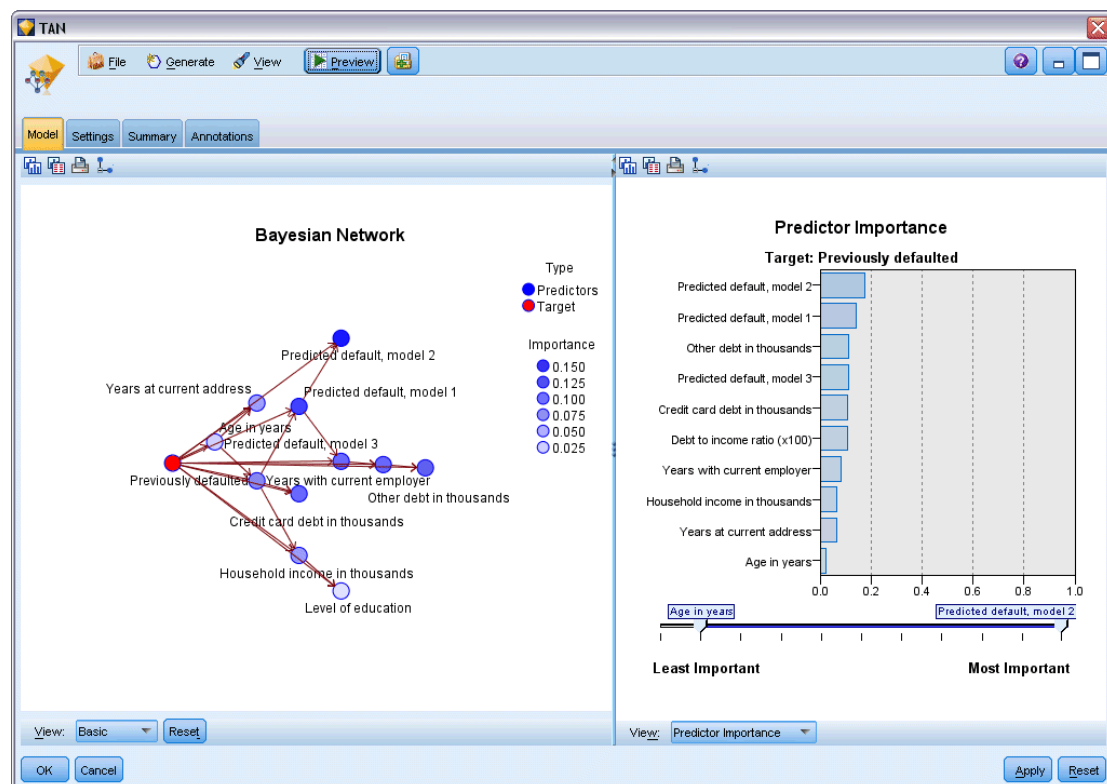 TAN
File Generate View Preview
Model Settings Summary Annotations
Bayesian Network
Type
Predictors
Target
Importance
0.150
0.125
0.100
0.075
0.050
0.025
Predicted default, model 2
Years at current address
Predicted default, model 1
Age in years
Predicted default, model 3
Previously defaulted
Years with current employer
Other debt in thousands
Credit card debt in thousands
Household income in thousands
Level of education
View: Basic Reset
Predictor Importance
Target: Previously defaulted
Predicted default, model 2
Predicted default, model 1
Other debt in thousands
Predicted default, model 3
Credit card debt in thousands
Debt to income ratio (x100)
Years with current employer
Household income in thousands
Years at current address
Age in years
0.0 0.2 0.4 0.6 0.8 1.0
Age in years Predicted default, model 2
Least Important Most Important
View: Predictor Importance
OK Cancel Apply Reset